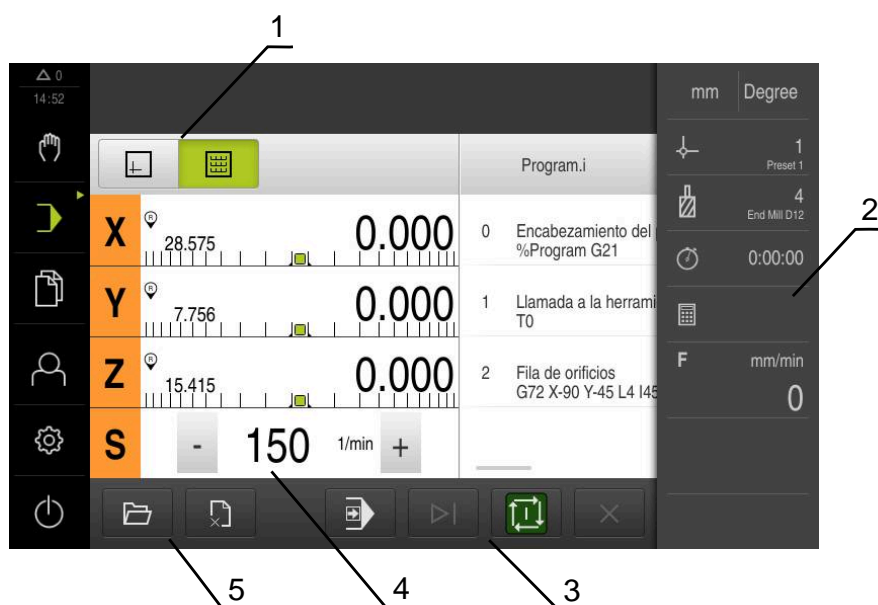 1
0
14:52
mm Degree
1
Preset 1
Program.i
4
End Mill D12
2
X R 28.575 0.000
0 Encabezamiento del
%Program G21
0:00:00
Y R 7.756 0.000
1 Llamada a la herrami
T0
F mm/min
0
Z R 15.415 0.000
2 Fila de orificios
G72 X-90 Y-45 L4 I45
S - 150 1/min +
5 4 3